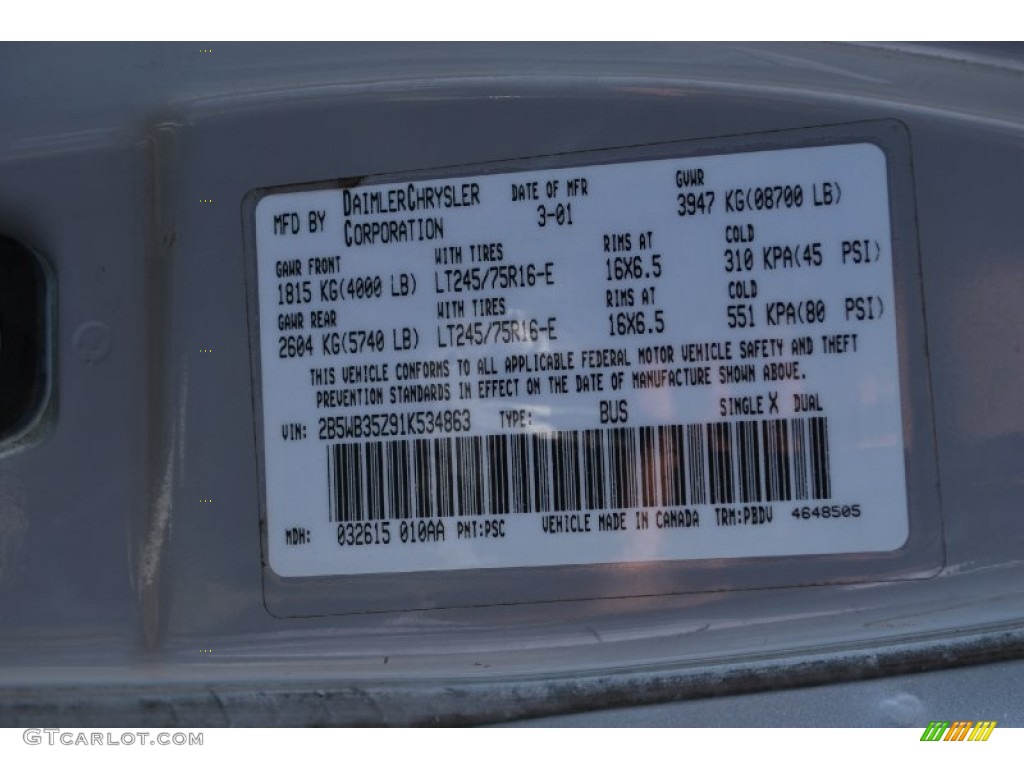 MFD BY DAIMLERCHRYSLER CORPORATION DATE OF MFR 3-01 GVWR 3947 KG(08700 LB)
GAWR FRONT WITH TIRES RIMS AT COLD
1815 KG(4000 LB) LT245/75R16-E 16X6.5 310 KPA(45 PSI)
GAWR REAR WITH TIRES RIMS AT COLD
2604 KG(5740 LB) LT245/75R16-E 16X6.5 551 KPA(80 PSI)
THIS VEHICLE CONFORMS TO ALL APPLICABLE FEDERAL MOTOR VEHICLE SAFETY AND THEFT
PREVENTION STANDARDS IN EFFECT ON THE DATE OF MANUFACTURE SHOWN ABOVE.
VIN: 2B5WB35Z91K534863 TYPE: BUS SINGLE X DUAL
MDH: 032615 010AA PNT:PSC VEHICLE MADE IN CANADA TRM:PBDV 4648505
GTCARLOT.COM